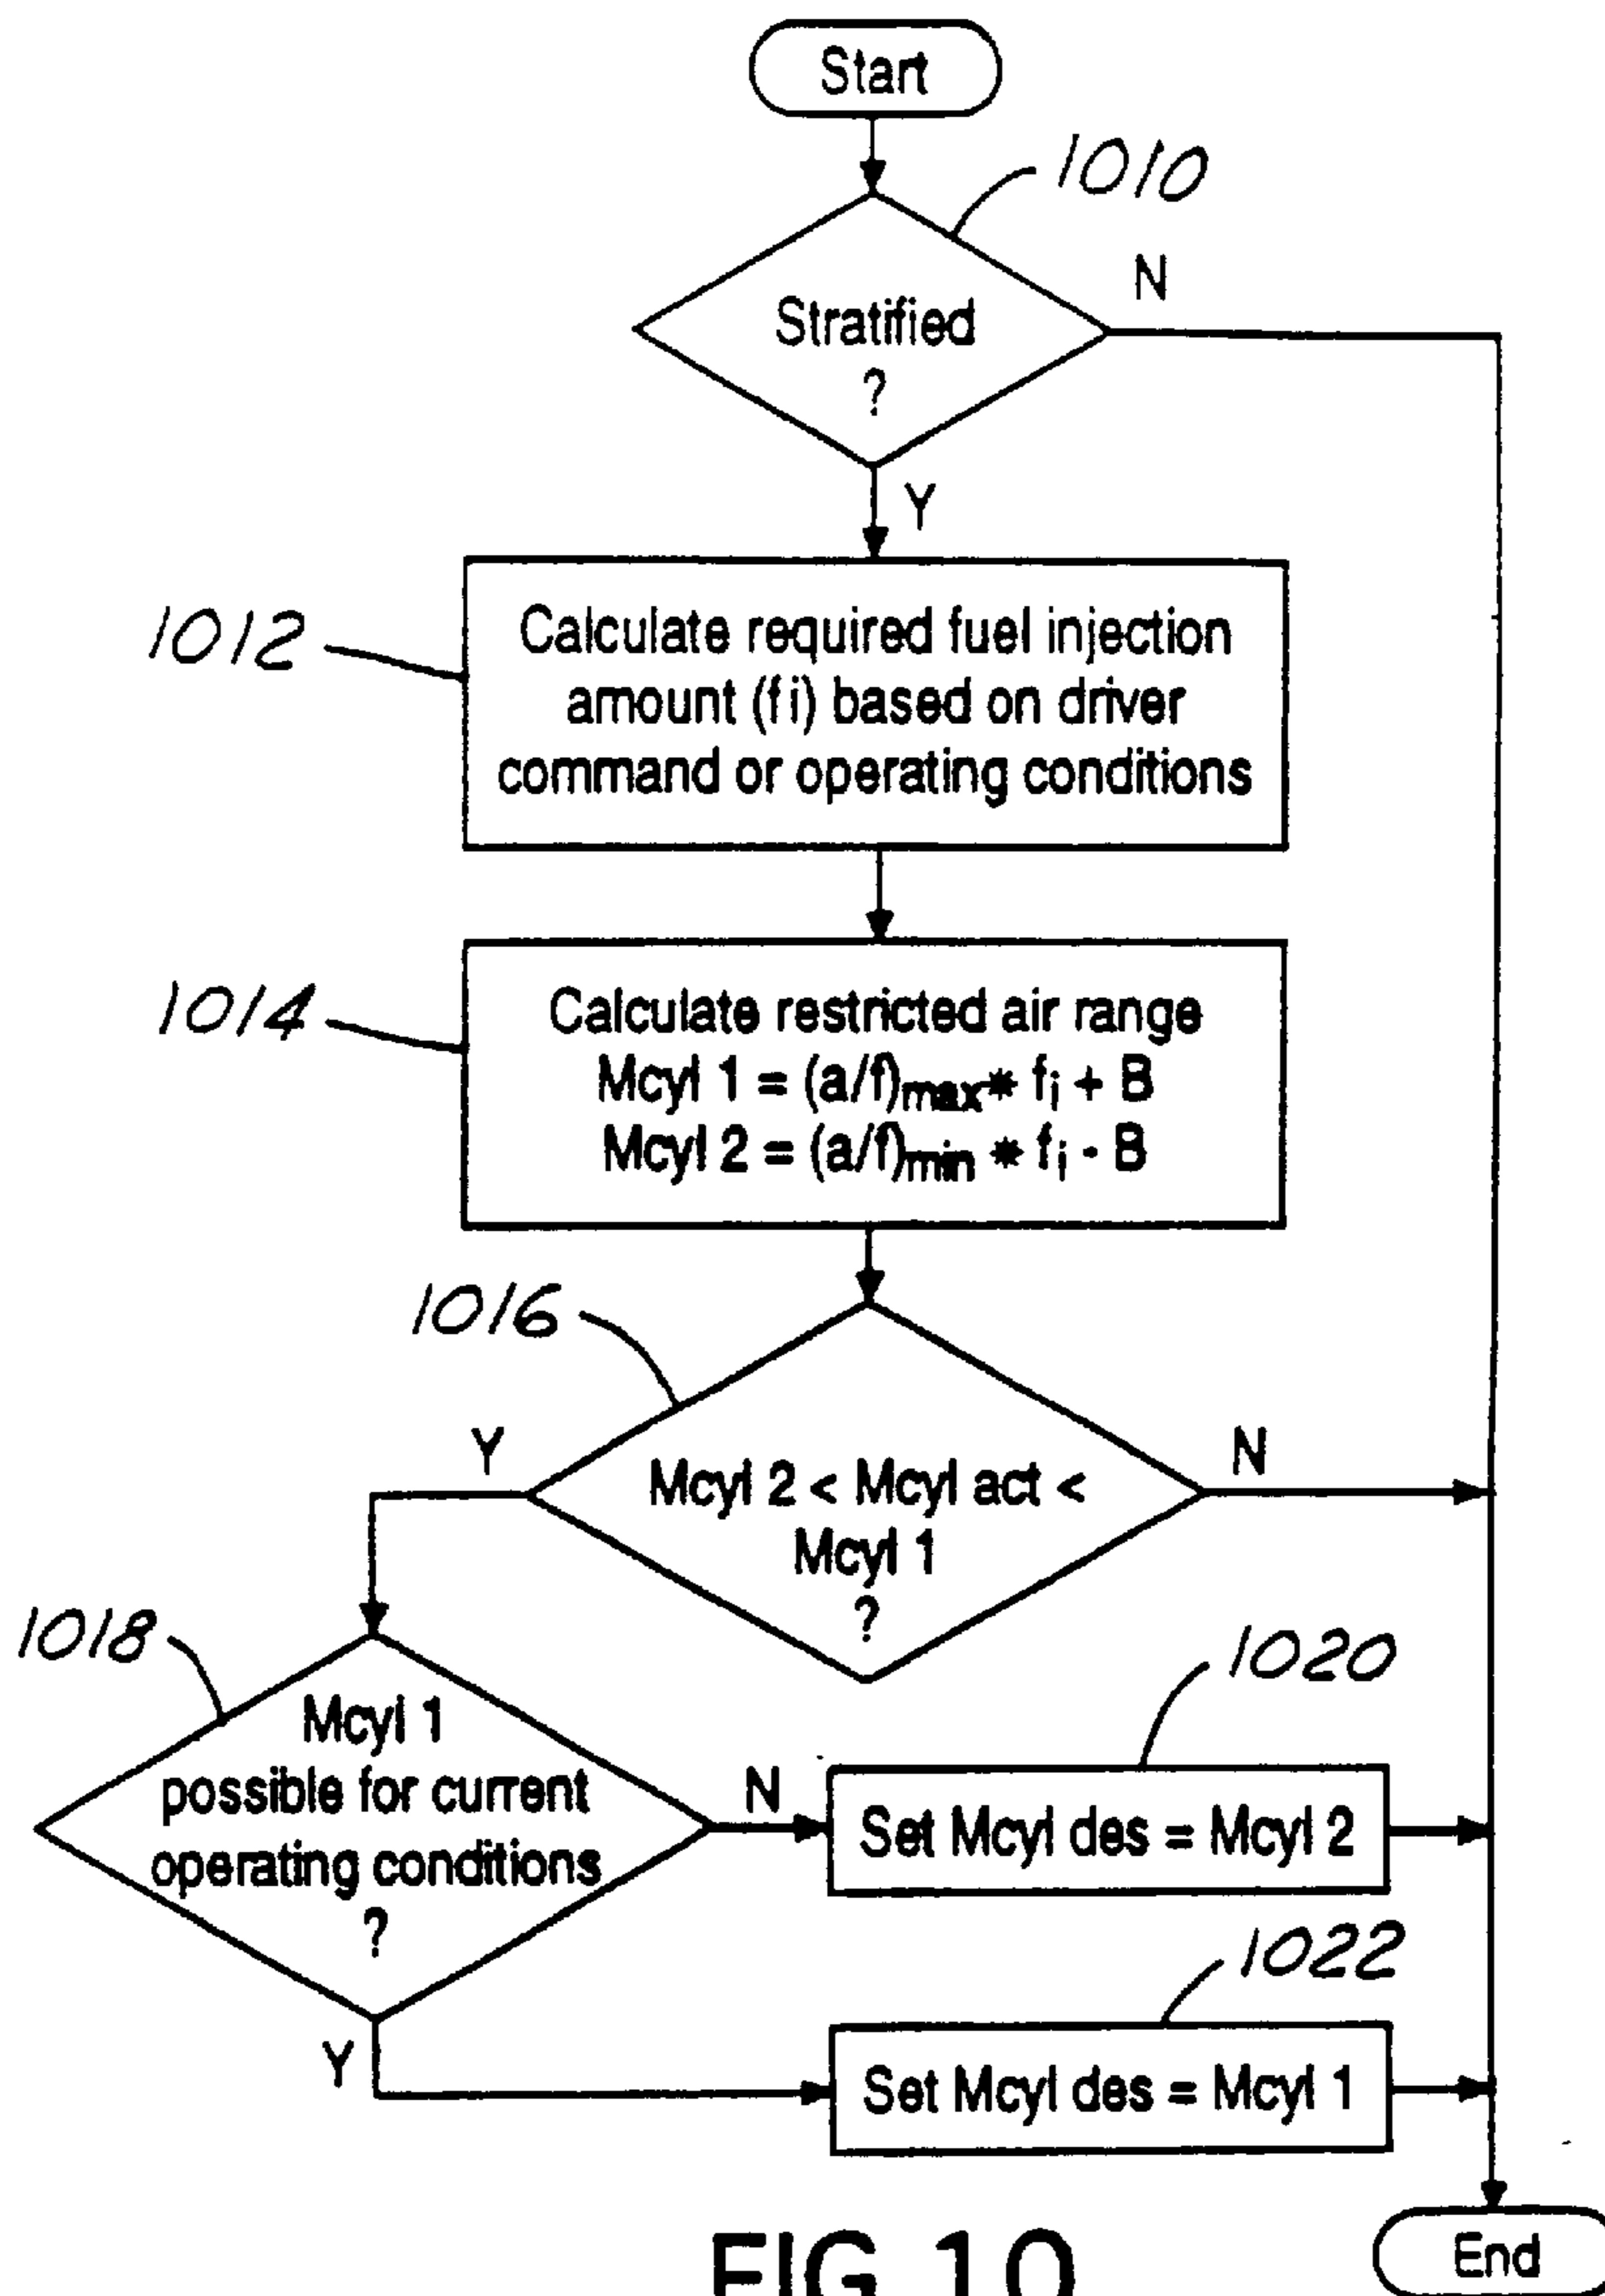 Start
1010
N
Stratified
?
Y
1012
Calculate required fuel injection
amount (fi) based on driver
command or operating conditions
1014
Calculate restricted air range
Mcyl 1 = (a/f)max* fi + B
Mcyl 2 = (a/f)min * fi - B
1016
Y
N
Mcyl 2 < Mcyl act <
Mcyl 1
?
1018
Mcyl 1
possible for current
operating conditions
?
N
1020
Set Mcyl des = Mcyl 2
Y
1022
Set Mcyl des = Mcyl 1
End
FIG.10